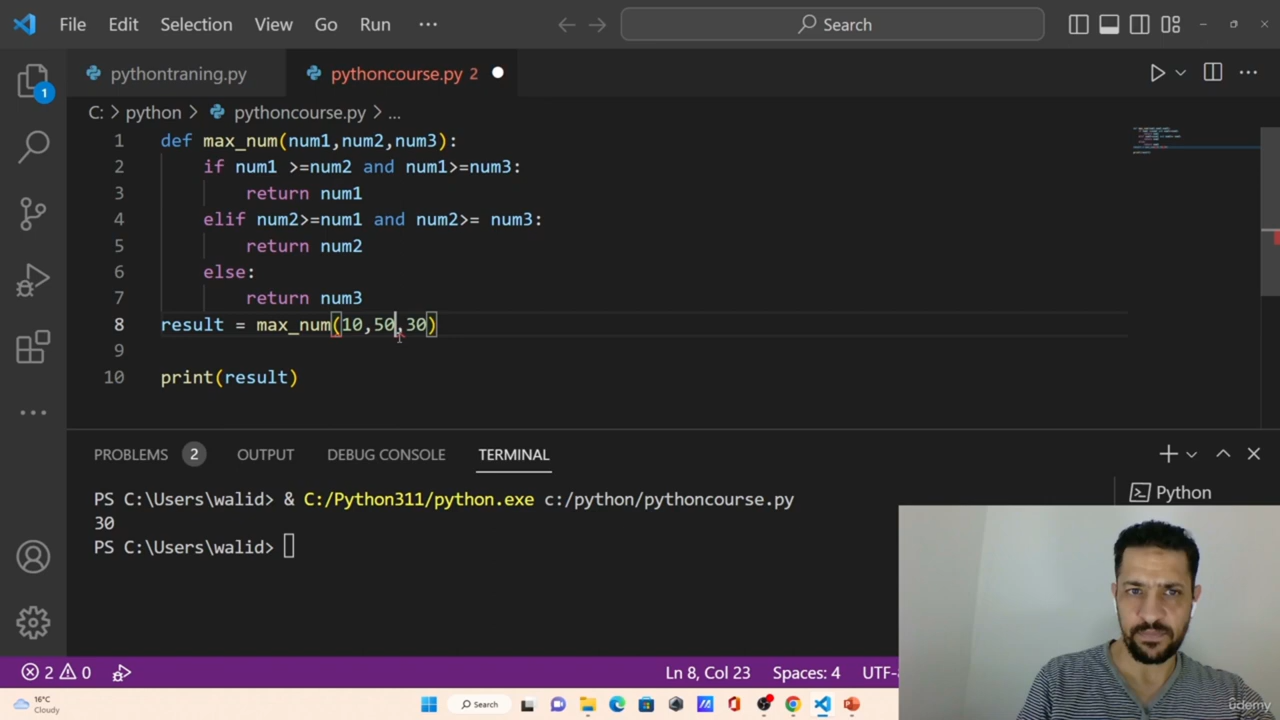 File Edit Selection View Go Run ··· Search
pythontraning.py pythoncourse.py 2
C: > python > pythoncourse.py > ...
1 def max_num(num1,num2,num3):
2 if num1 >=num2 and num1>=num3:
3 return num1
4 elif num2>=num1 and num2>= num3:
5 return num2
6 else:
7 return num3
8 result = max_num(10,50,30)
9
10 print(result)
1
PROBLEMS 2 OUTPUT DEBUG CONSOLE TERMINAL
PS C:\Users\walid> & C:/Python311/python.exe c:/python/pythoncourse.py
30
PS C:\Users\walid>
Python
2 0 Ln 8, Col 23 Spaces: 4 UTF-
16°C
Cloudy
Search
ûdemy